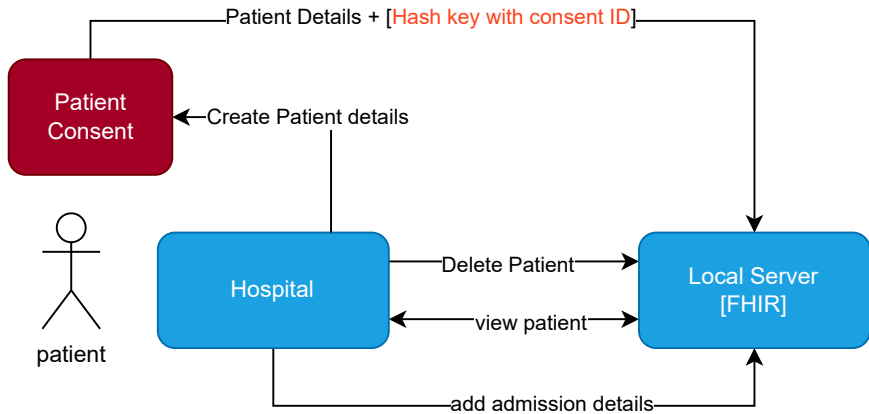 Patient Details + [Hash key with consent ID]
Patient
Consent
Create Patient details
Hospital
Delete Patient
Local Server
[FHIR]
view patient
patient
add admission details